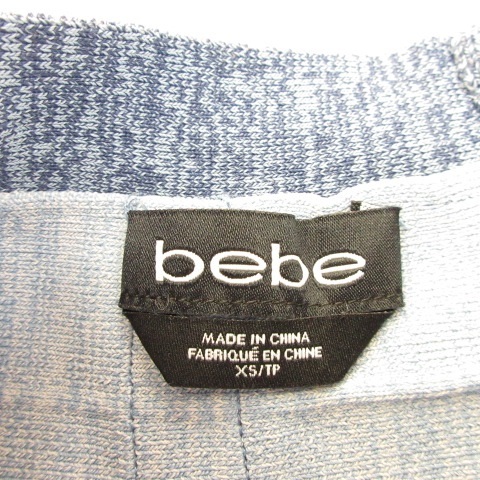 bebe
MADE IN CHINA
FABRIQUÉ EN CHINE
XS/TP